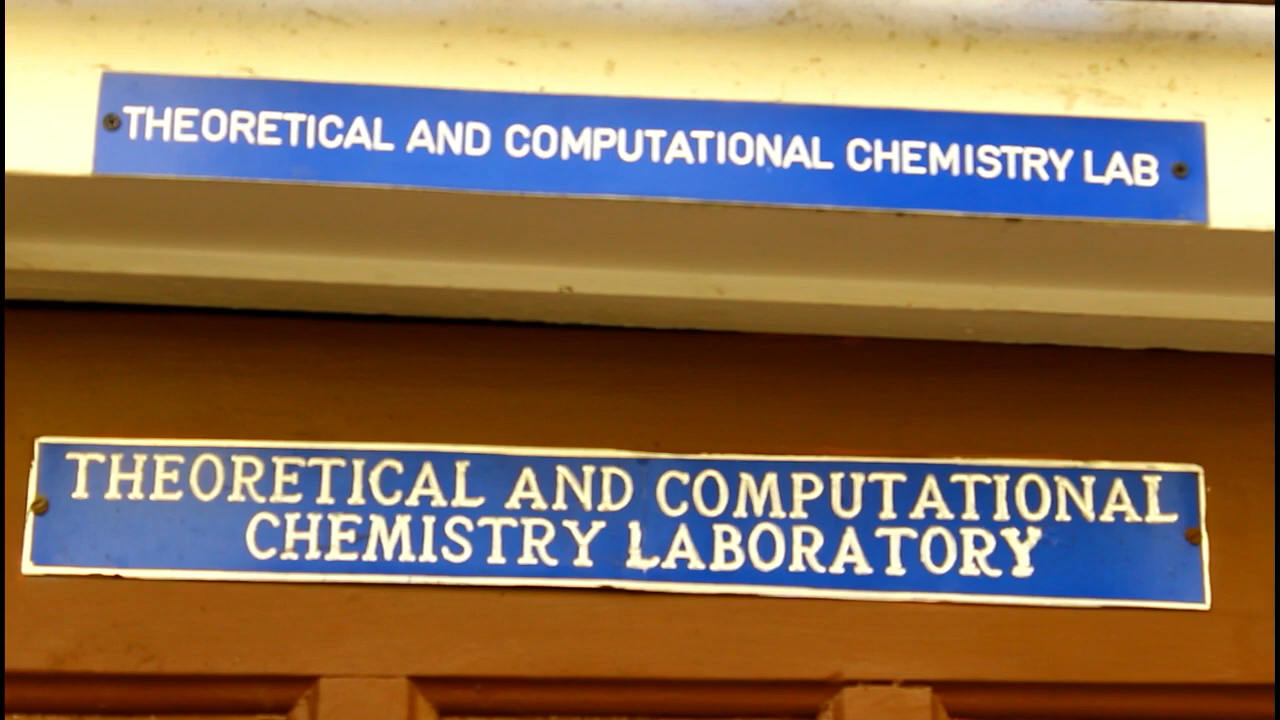 THEORETICAL AND COMPUTATIONAL CHEMISTRY LAB
THEORETICAL AND COMPUTATIONAL
CHEMISTRY LABORATORY